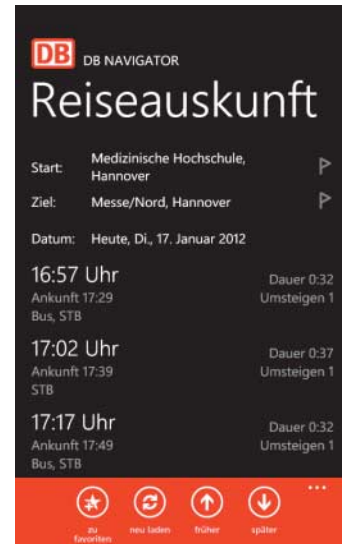 DB DB NAVIGATOR
Reiseauskunft
Start: Medizinische Hochschule,
Hannover
Ziel: Messe/Nord, Hannover
Datum: Heute, Di., 17. Januar 2012
16:57 Uhr Dauer 0:32
Ankunft 17:29 Umsteigen 1
Bus, STB
17:02 Uhr Dauer 0:37
Ankunft 17:39 Umsteigen 1
STB
17:17 Uhr Dauer 0:32
Ankunft 17:49 Umsteigen 1
Bus, STB
zu neu laden früher später
favoriten